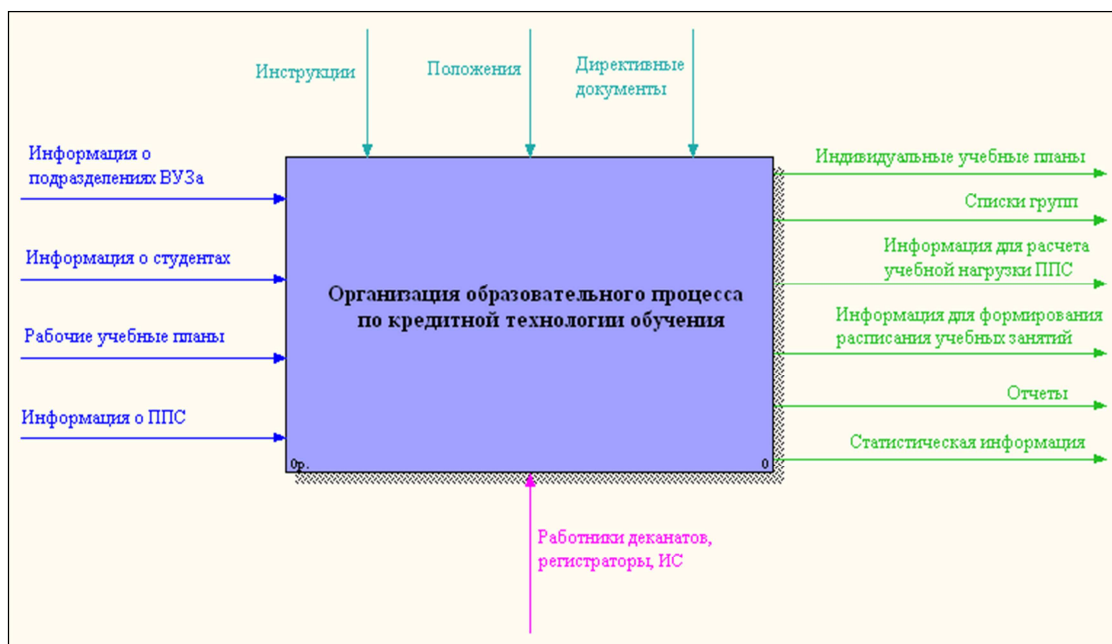 Инструкции
Положения
Директивные
документы
Информация о
подразделениях ВУЗа
Информация о студентах
Рабочие учебные планы
Информация о ППС
Организация образовательного процесса
по кредитной технологии обучения
0р.
0
Индивидуальные учебные планы
Списки групп
Информация для расчета
учебной нагрузки ППС
Информация для формирования
расписания учебных занятий
Отчеты
Статистическая информация
Работники деканатов,
регистраторы, ИС